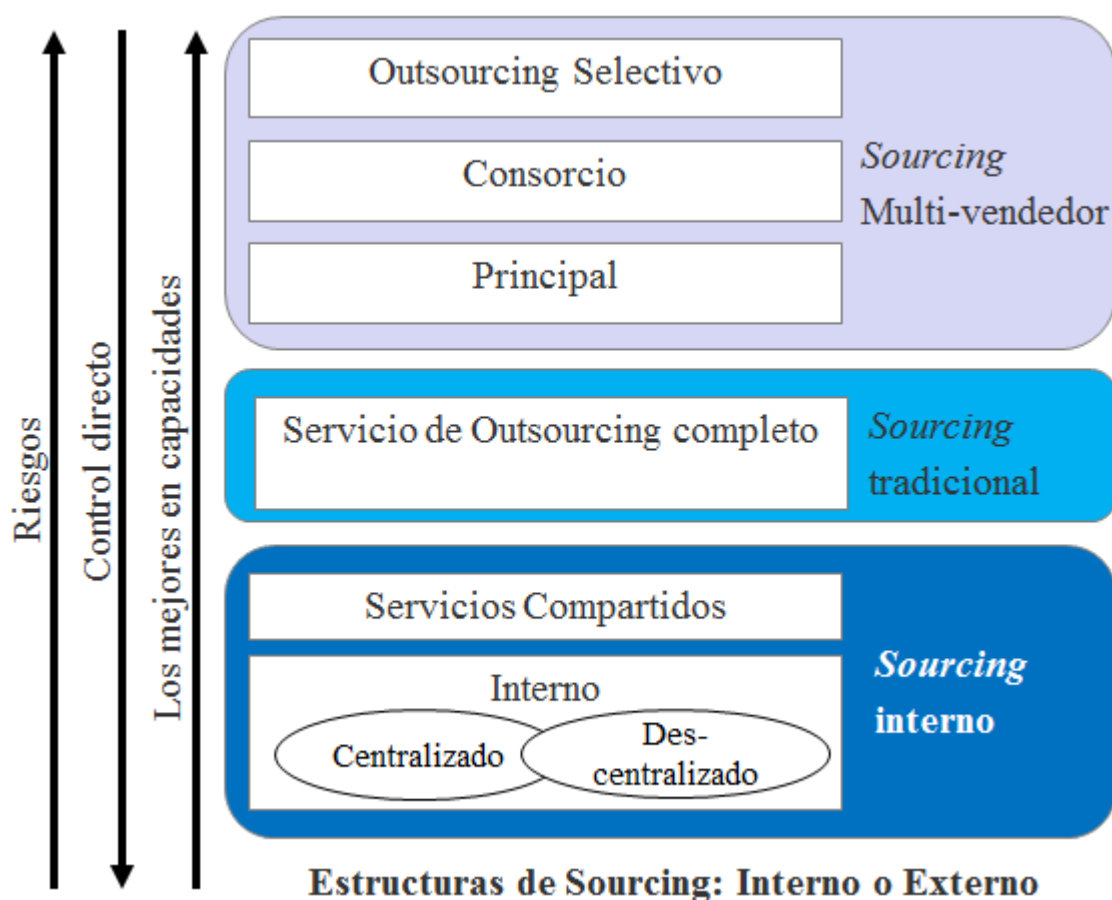 Riesgos
Control directo
Los mejores en capacidades
Outsourcing Selectivo
Consorcio
Principal
Sourcing
Multi-vendedor
Servicio de Outsourcing completo
Sourcing
tradicional
Servicios Compartidos
Interno
Centralizado
Des-
centralizado
Sourcing
interno
Estructuras de Sourcing: Interno o Externo